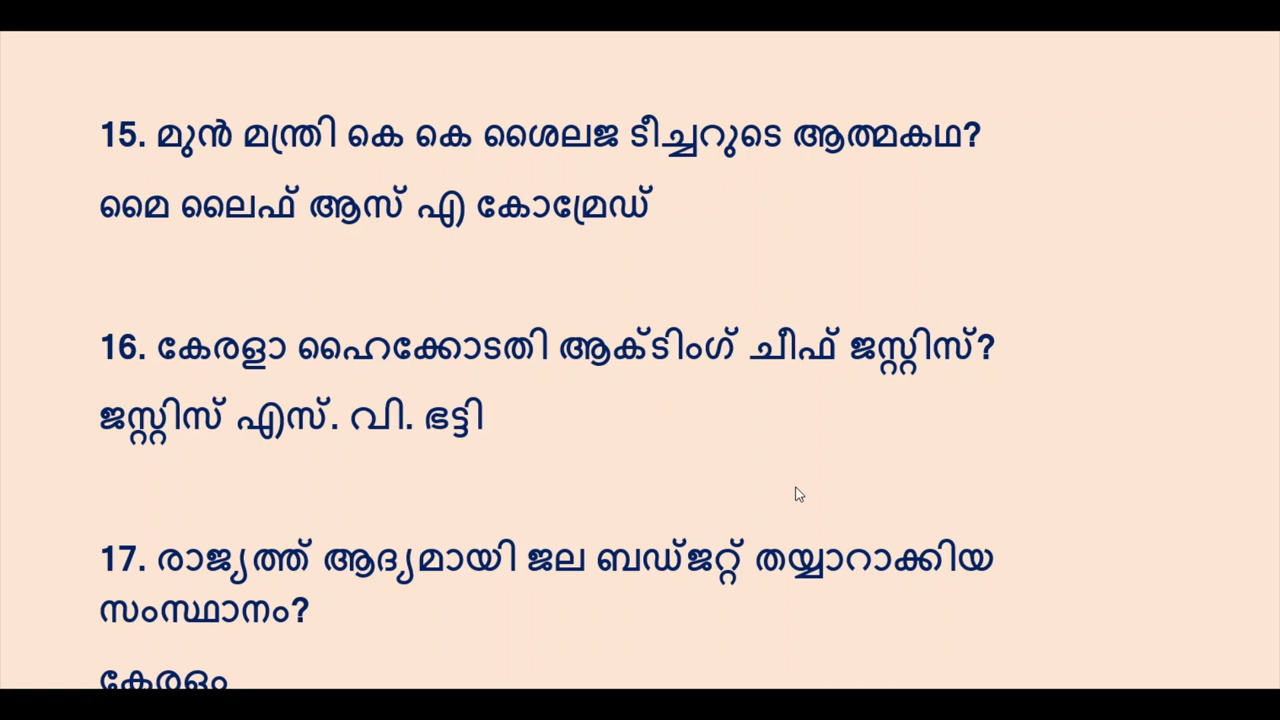 15. മുൻ മന്ത്രി കെ കെ ശൈലജ ടീച്ചറുടെ ആത്മകഥ?
മൈ ലൈഫ് ആസ് എ കോമ്രേഡ്
16. കേരളാ ഹൈക്കോടതി ആക്ടിംഗ് ചീഫ് ജസ്റ്റിസ്?
ജസ്റ്റിസ് എസ്. വി. ഭട്ടി
17. രാജ്യത്ത് ആദ്യമായി ജല ബഡ്ജറ്റ് തയ്യാറാക്കിയ
സംസ്ഥാനം?
കേരളം